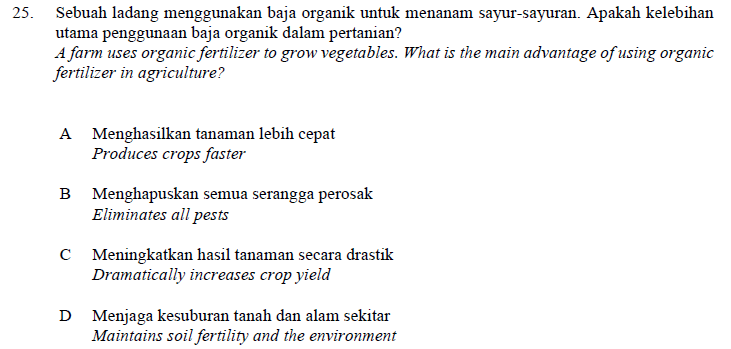 25. Sebuah ladang menggunakan baja organik untuk menanam sayur-sayuran. Apakah kelebihan
utama penggunaan baja organik dalam pertanian?
A farm uses organic fertilizer to grow vegetables. What is the main advantage of using organic
fertilizer in agriculture?
A Menghasilkan tanaman lebih cepat
Produces crops faster
B Menghapuskan semua serangga perosak
Eliminates all pests
C Meningkatkan hasil tanaman secara drastik
Dramatically increases crop yield
D Menjaga kesuburan tanah dan alam sekitar
Maintains soil fertility and the environment